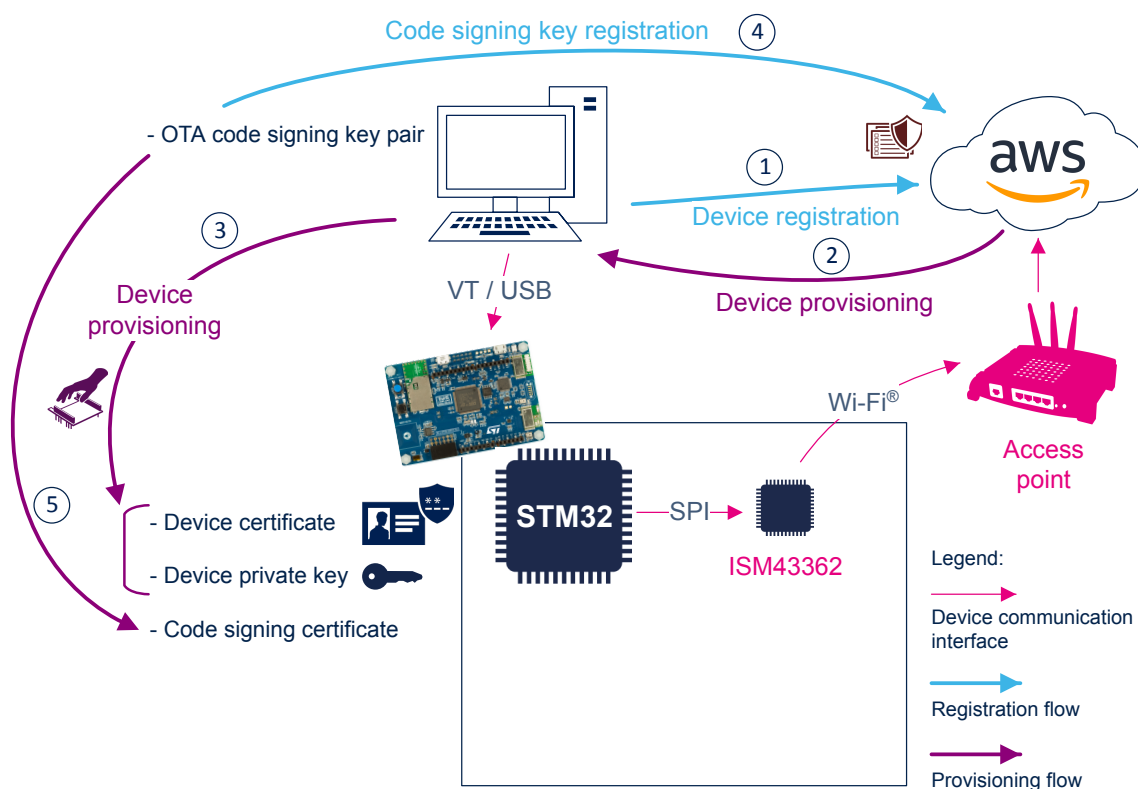 Code signing key registration
4
- OTA code signing key pair
aws
1
Device registration
3
2
Device
provisioning
VT / USB
Device provisioning
Wi-Fi®
Access
point
5
- Device certificate
**
STM32
SPI
ISM43362
- Device private key
- Code signing certificate
Legend:
Device communication
interface
Registration flow
Provisioning flow